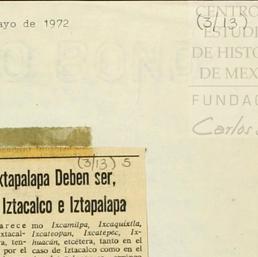 ayo de 1972
(3/13)
CENTRO
ESTUDI
DE HISTO
DE MEX
FUNDAC
Carlos
(3/13) 5
xtapalapa Deben ser,
Iztacalco e Iztapalapa
arece
xtacal-
a, ten-
por el
mo Ixcamilpa, Ixcaquixtla,
Ixcateopan, Ixcatepec, Ix-
huacán, etcétera, tanto en el
caso de Iztacalco como en el